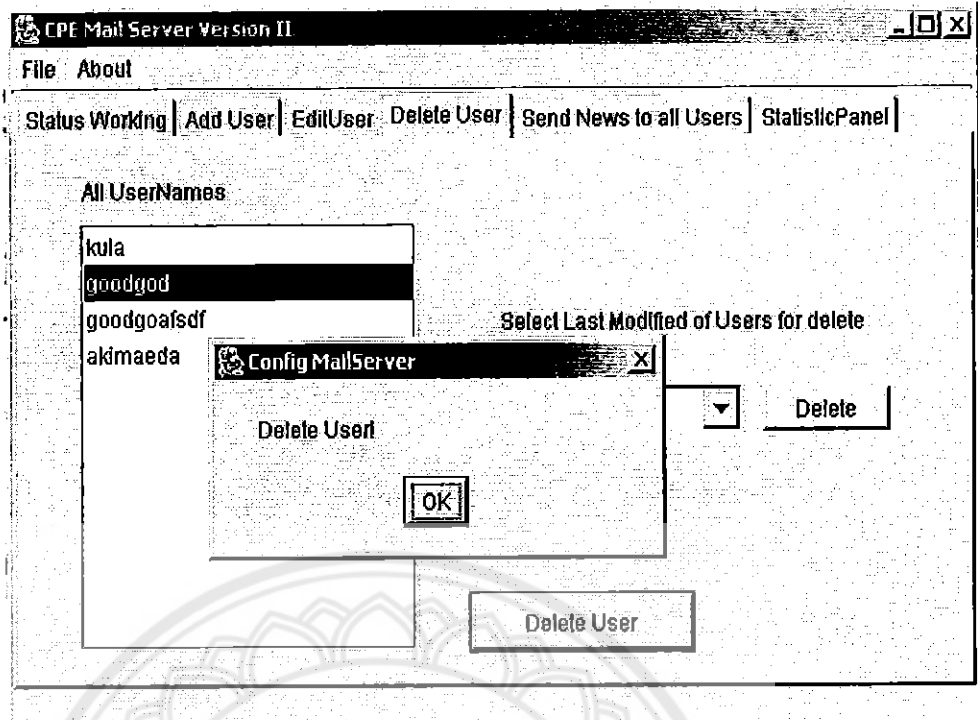 CPE Mail Server Version II
File About
Status Working Add User EditUser Delete User Send News to all Users StatisticPanel
All UserNames
kula
goodgod
goodgoafsdf
akimaeda
Select Last Modified of Users for delete
Delete
Config MailServer
Delete User!
OK
Delete User